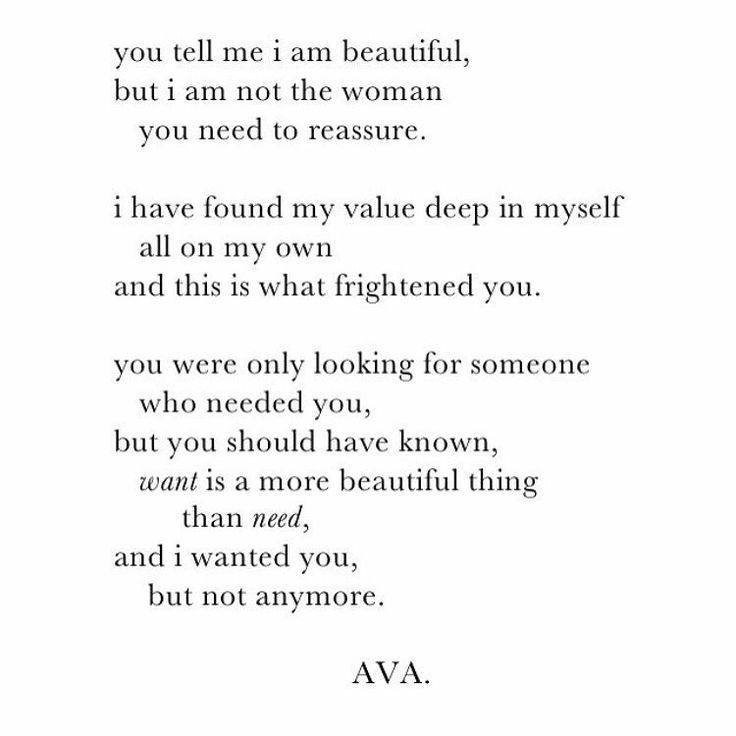 you tell me i am beautiful,
but i am not the woman
you need to reassure.
i have found my value deep in myself
all on my own
and this is what frightened you.
you were only looking for someone
who needed you,
but you should have known,
want is a more beautiful thing
than need,
and i wanted you,
but not anymore.
AVA.